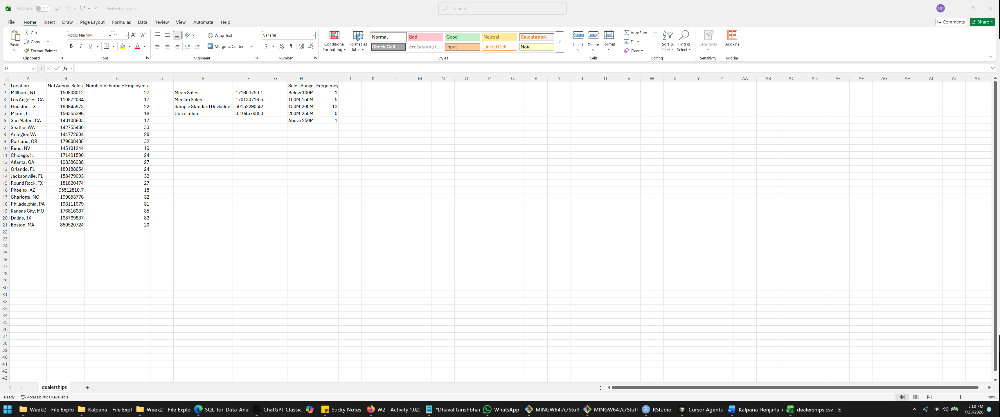 AutoSave Off dealerships.csv Search MK
File Home Insert Draw Page Layout Formulas Data Review View Automate Help Comments Share
Paste Cut Copy Format Painter Clipboard
Aptos Narrow 11 B I U A Font
Wrap Text Merge & Center Alignment
General $ % Number
Conditional Formatting Format as Table
Normal Bad Good Neutral Calculation
Check Cell Explanatory T... Input Linked Cell Note
Styles
Insert Delete Format Cells
AutoSum Fill Clear Sort & Filter Find & Select Editing
Sensitivity Sensitivity
Add-ins Add-ins
I7 fx
A B C D E F G H I J K L M N O P Q R S T U V W X Y Z AA AB AC AD AE AF AG AH AI AJ AK
1 Location Net Annual Sales Number of Female Employees Sales Range Frequency
2 Millburn, NJ 150803012 27 Mean Sales 171603750.1 Below 100M 1
3 Los Angeles, CA 110872084 17 Median Sales 170130716.5 100M-150M 5
4 Houston, TX 183945873 22 Sample Standard Deviation 50152290.42 150M-200M 13
5 Miami, FL 156355396 18 Correlation 0.104579853 200M-250M 0
6 San Mateo, CA 143108603 17 Above 250M 1
7 Seattle, WA 142755480 33
8 Arlington VA 144772604 28
9 Portland, OR 179608438 32
10 Reno, NV 145101244 19
11 Chicago, IL 171491596 24
12 Atlanta, GA 198386988 27
13 Orlando, FL 180188054 24
14 Jacksonville, FL 158479693 32
15 Round Rock, TX 181820474 27
16 Phoenix, AZ 95512810.7 18
17 Charlotte, NC 199653776 32
18 Philadelphia, PA 193111679 31
19 Kansas City, MO 176816637 35
20 Dallas, TX 168769837 33
21 Boston, MA 350520724 20
22
23
24
25
26
27
28
29
30
31
32
33
34
35
36
37
38
39
40
41
42
43
dealerships
Ready Accessibility: Unavailable 100%
Week2 - File Explo Kalpana - File Expl Week2 - File Explo SQL-for-Data-Anal ChatGPT Classic Sticky Notes W2 - Activity 1.02: *Dhaval Girishbhai WhatsApp MINGW64:/c/Stuff MINGW64:/c/Stuff RStudio Cursor Agents Kalpana_Renjarla_A dealerships.csv - E 5:10 PM
7/23/2026